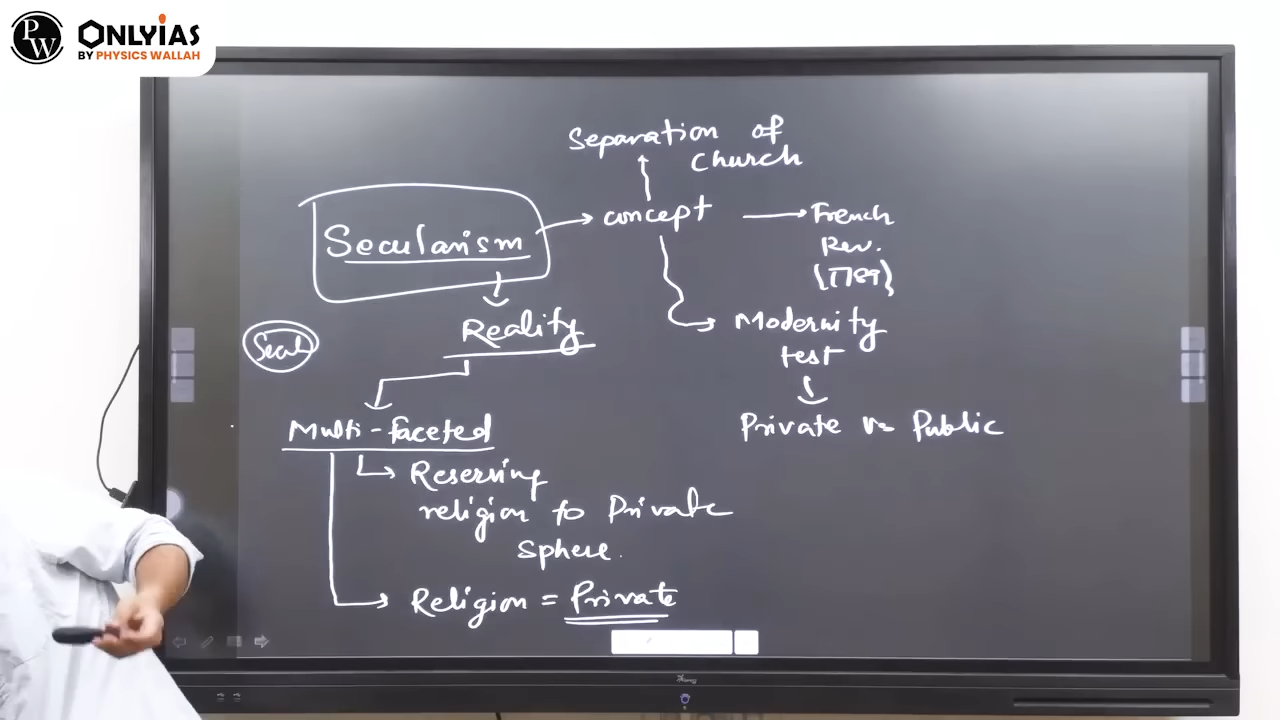 PW
ONLYIAS
BY PHYSICS WALLAH
Separation of
Church
Secularism
concept
French
Rev.
(1789)
Reality
Modernity
test
Private vs Public
Multi-faceted
Reserving
religion to Private
sphere.
Religion = Private